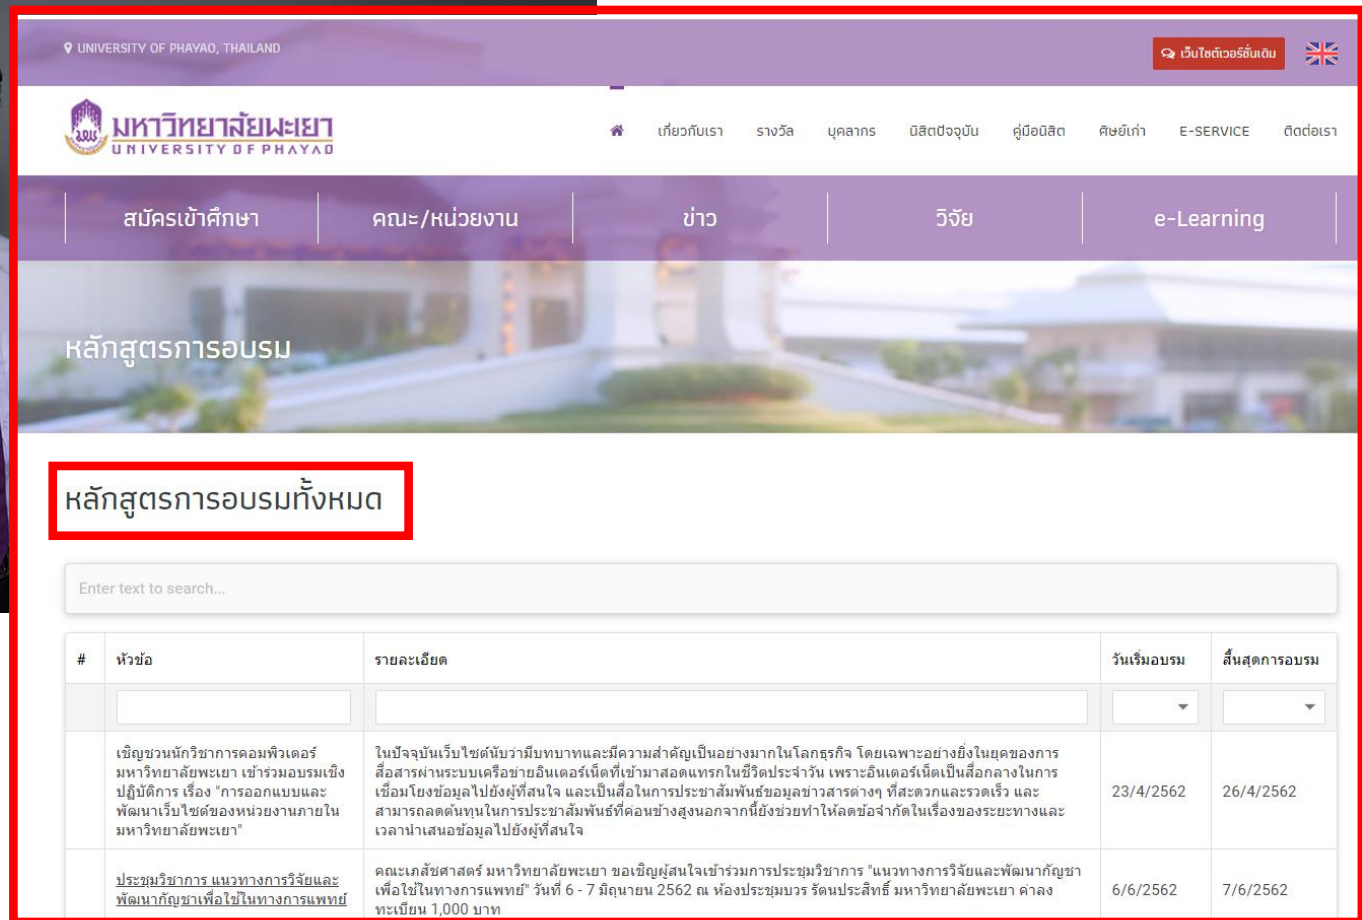 UNIVERSITY OF PHAYAO, THAILAND
เว็บไซต์เวอร์ชั่นเดิม
มหาวิทยาลัยพะเยา
UNIVERSITY OF PHAYAO
เกี่ยวกับเรา รางวัล บุคลากร นิสิตปัจจุบัน คู่มือนิสิต ศิษย์เก่า E-SERVICE ติดต่อเรา
สมัครเข้าศึกษา คณะ/หน่วยงาน ข่าว วิจัย e-Learning
หลักสูตรการอบรม
หลักสูตรการอบรมทั้งหมด
Enter text to search...
# หัวข้อ รายละเอียด วันเริ่มอบรม สิ้นสุดการอบรม
เชิญชวนนักวิชาการคอมพิวเตอร์
มหาวิทยาลัยพะเยา เข้าร่วมอบรมเชิง
ปฏิบัติการ เรื่อง "การออกแบบและ
พัฒนาเว็บไซต์ของหน่วยงานภายใน
มหาวิทยาลัยพะเยา"
ในปัจจุบันเว็บไซต์นับว่ามีบทบาทและมีความสำคัญเป็นอย่างมากในโลกธุรกิจ โดยเฉพาะอย่างยิ่งในยุคของการ
สื่อสารผ่านระบบเครือข่ายอินเตอร์เน็ตที่เข้ามาสอดแทรกในชีวิตประจำวัน เพราะอินเตอร์เน็ตเป็นสื่อกลางในการ
เชื่อมโยงข้อมูลไปยังผู้ที่สนใจ และเป็นสื่อในการประชาสัมพันธ์ขอมูลข่าวสารต่างๆ ที่สะดวกและรวดเร็ว และ
สามารถลดต้นทุนในการประชาสัมพันธ์ที่ค่อนข้างสูงนอกจากนี้ยังช่วยทำให้ลดข้อจำกัดในเรื่องของระยะทางและ
เวลานำเสนอข้อมูลไปยังผู้ที่สนใจ
23/4/2562 26/4/2562
ประชุมวิชาการ แนวทางการวิจัยและ
พัฒนากัญชาเพื่อใช้ในทางการแพทย์
คณะเภสัชศาสตร์ มหาวิทยาลัยพะเยา ขอเชิญผู้สนใจเข้าร่วมการประชุมวิชาการ "แนวทางการวิจัยและพัฒนากัญชา
เพื่อใช้ในทางการแพทย์" วันที่ 6 - 7 มิถุนายน 2562 ณ ห้องประชุมบวร รัตนประสิทธิ์ มหาวิทยาลัยพะเยา ค่าลง
ทะเบียน 1,000 บาท
6/6/2562 7/6/2562